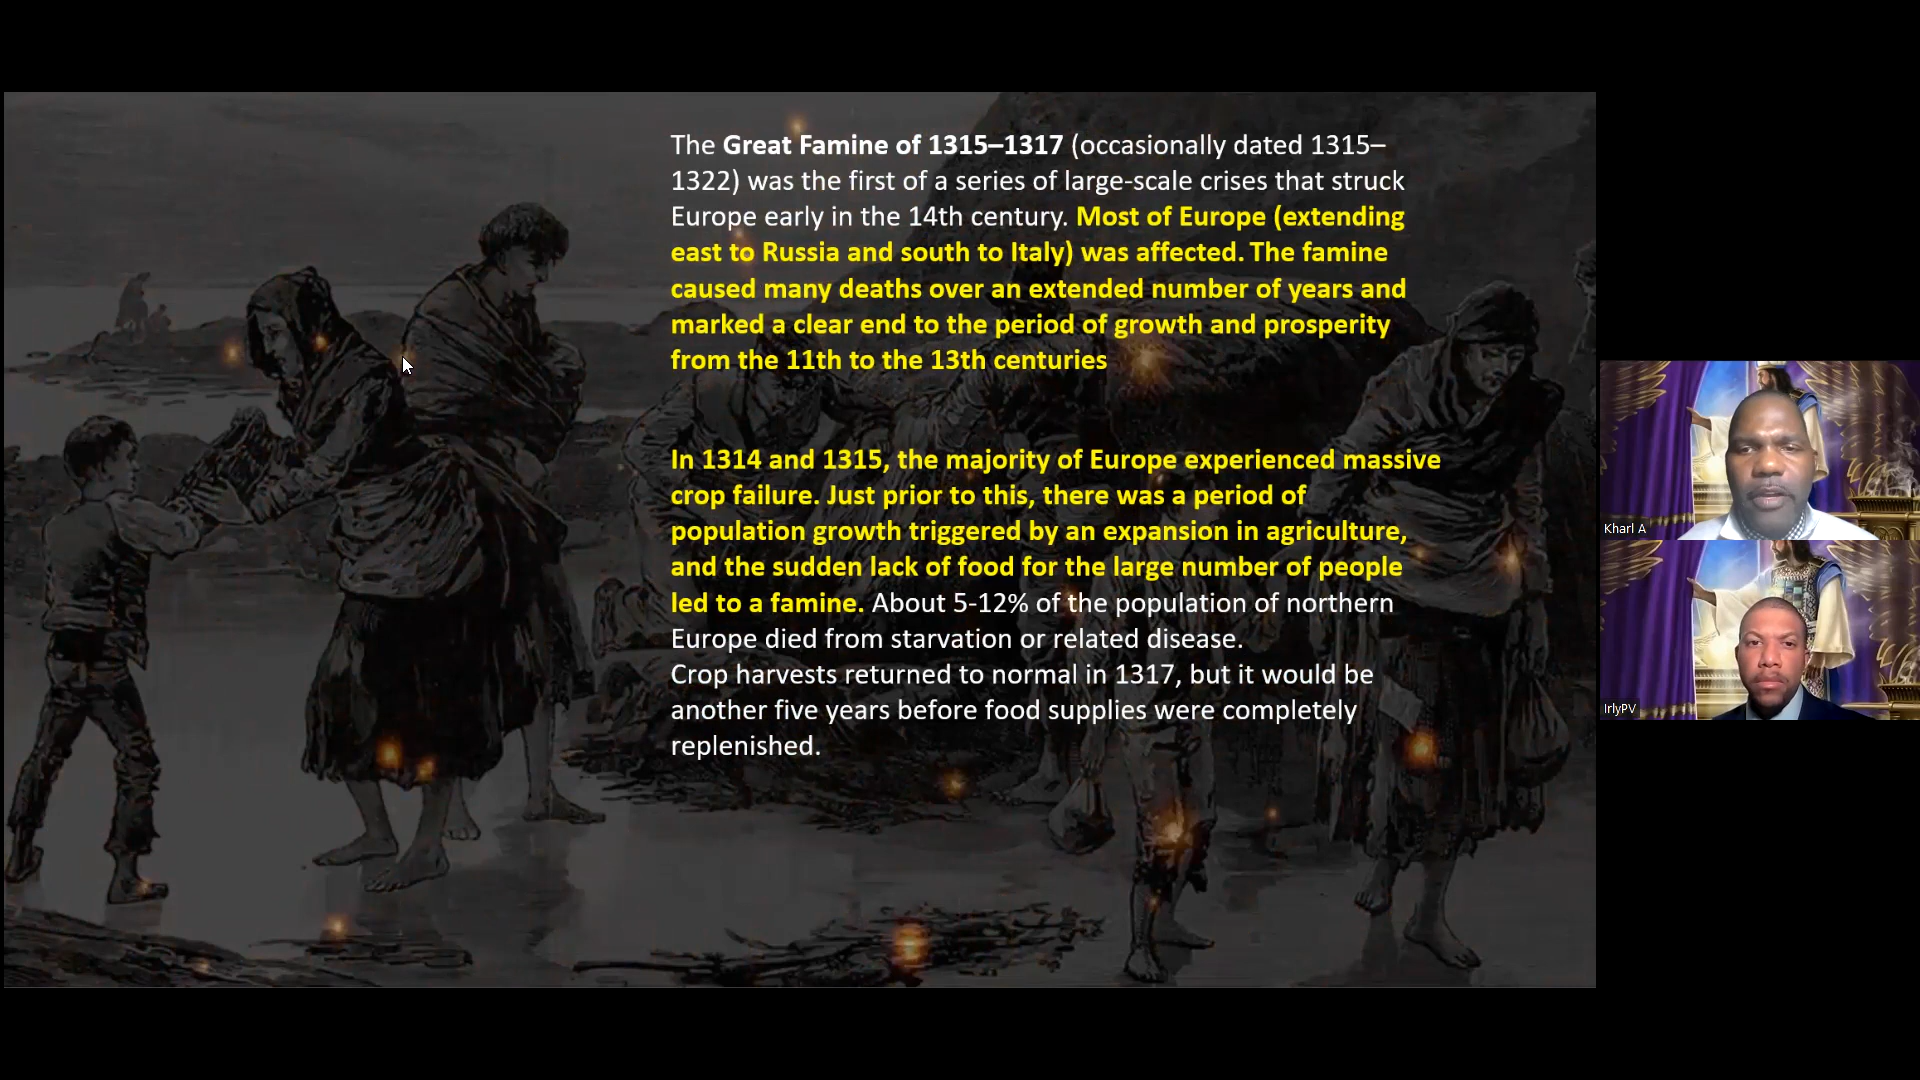 The Great Famine of 1315–1317 (occasionally dated 1315–
1322) was the first of a series of large-scale crises that struck
Europe early in the 14th century. Most of Europe (extending
east to Russia and south to Italy) was affected. The famine
caused many deaths over an extended number of years and
marked a clear end to the period of growth and prosperity
from the 11th to the 13th centuries
In 1314 and 1315, the majority of Europe experienced massive
crop failure. Just prior to this, there was a period of
population growth triggered by an expansion in agriculture,
and the sudden lack of food for the large number of people
led to a famine. About 5-12% of the population of northern
Europe died from starvation or related disease.
Crop harvests returned to normal in 1317, but it would be
another five years before food supplies were completely
replenished.
Kharl A
IrlyPV